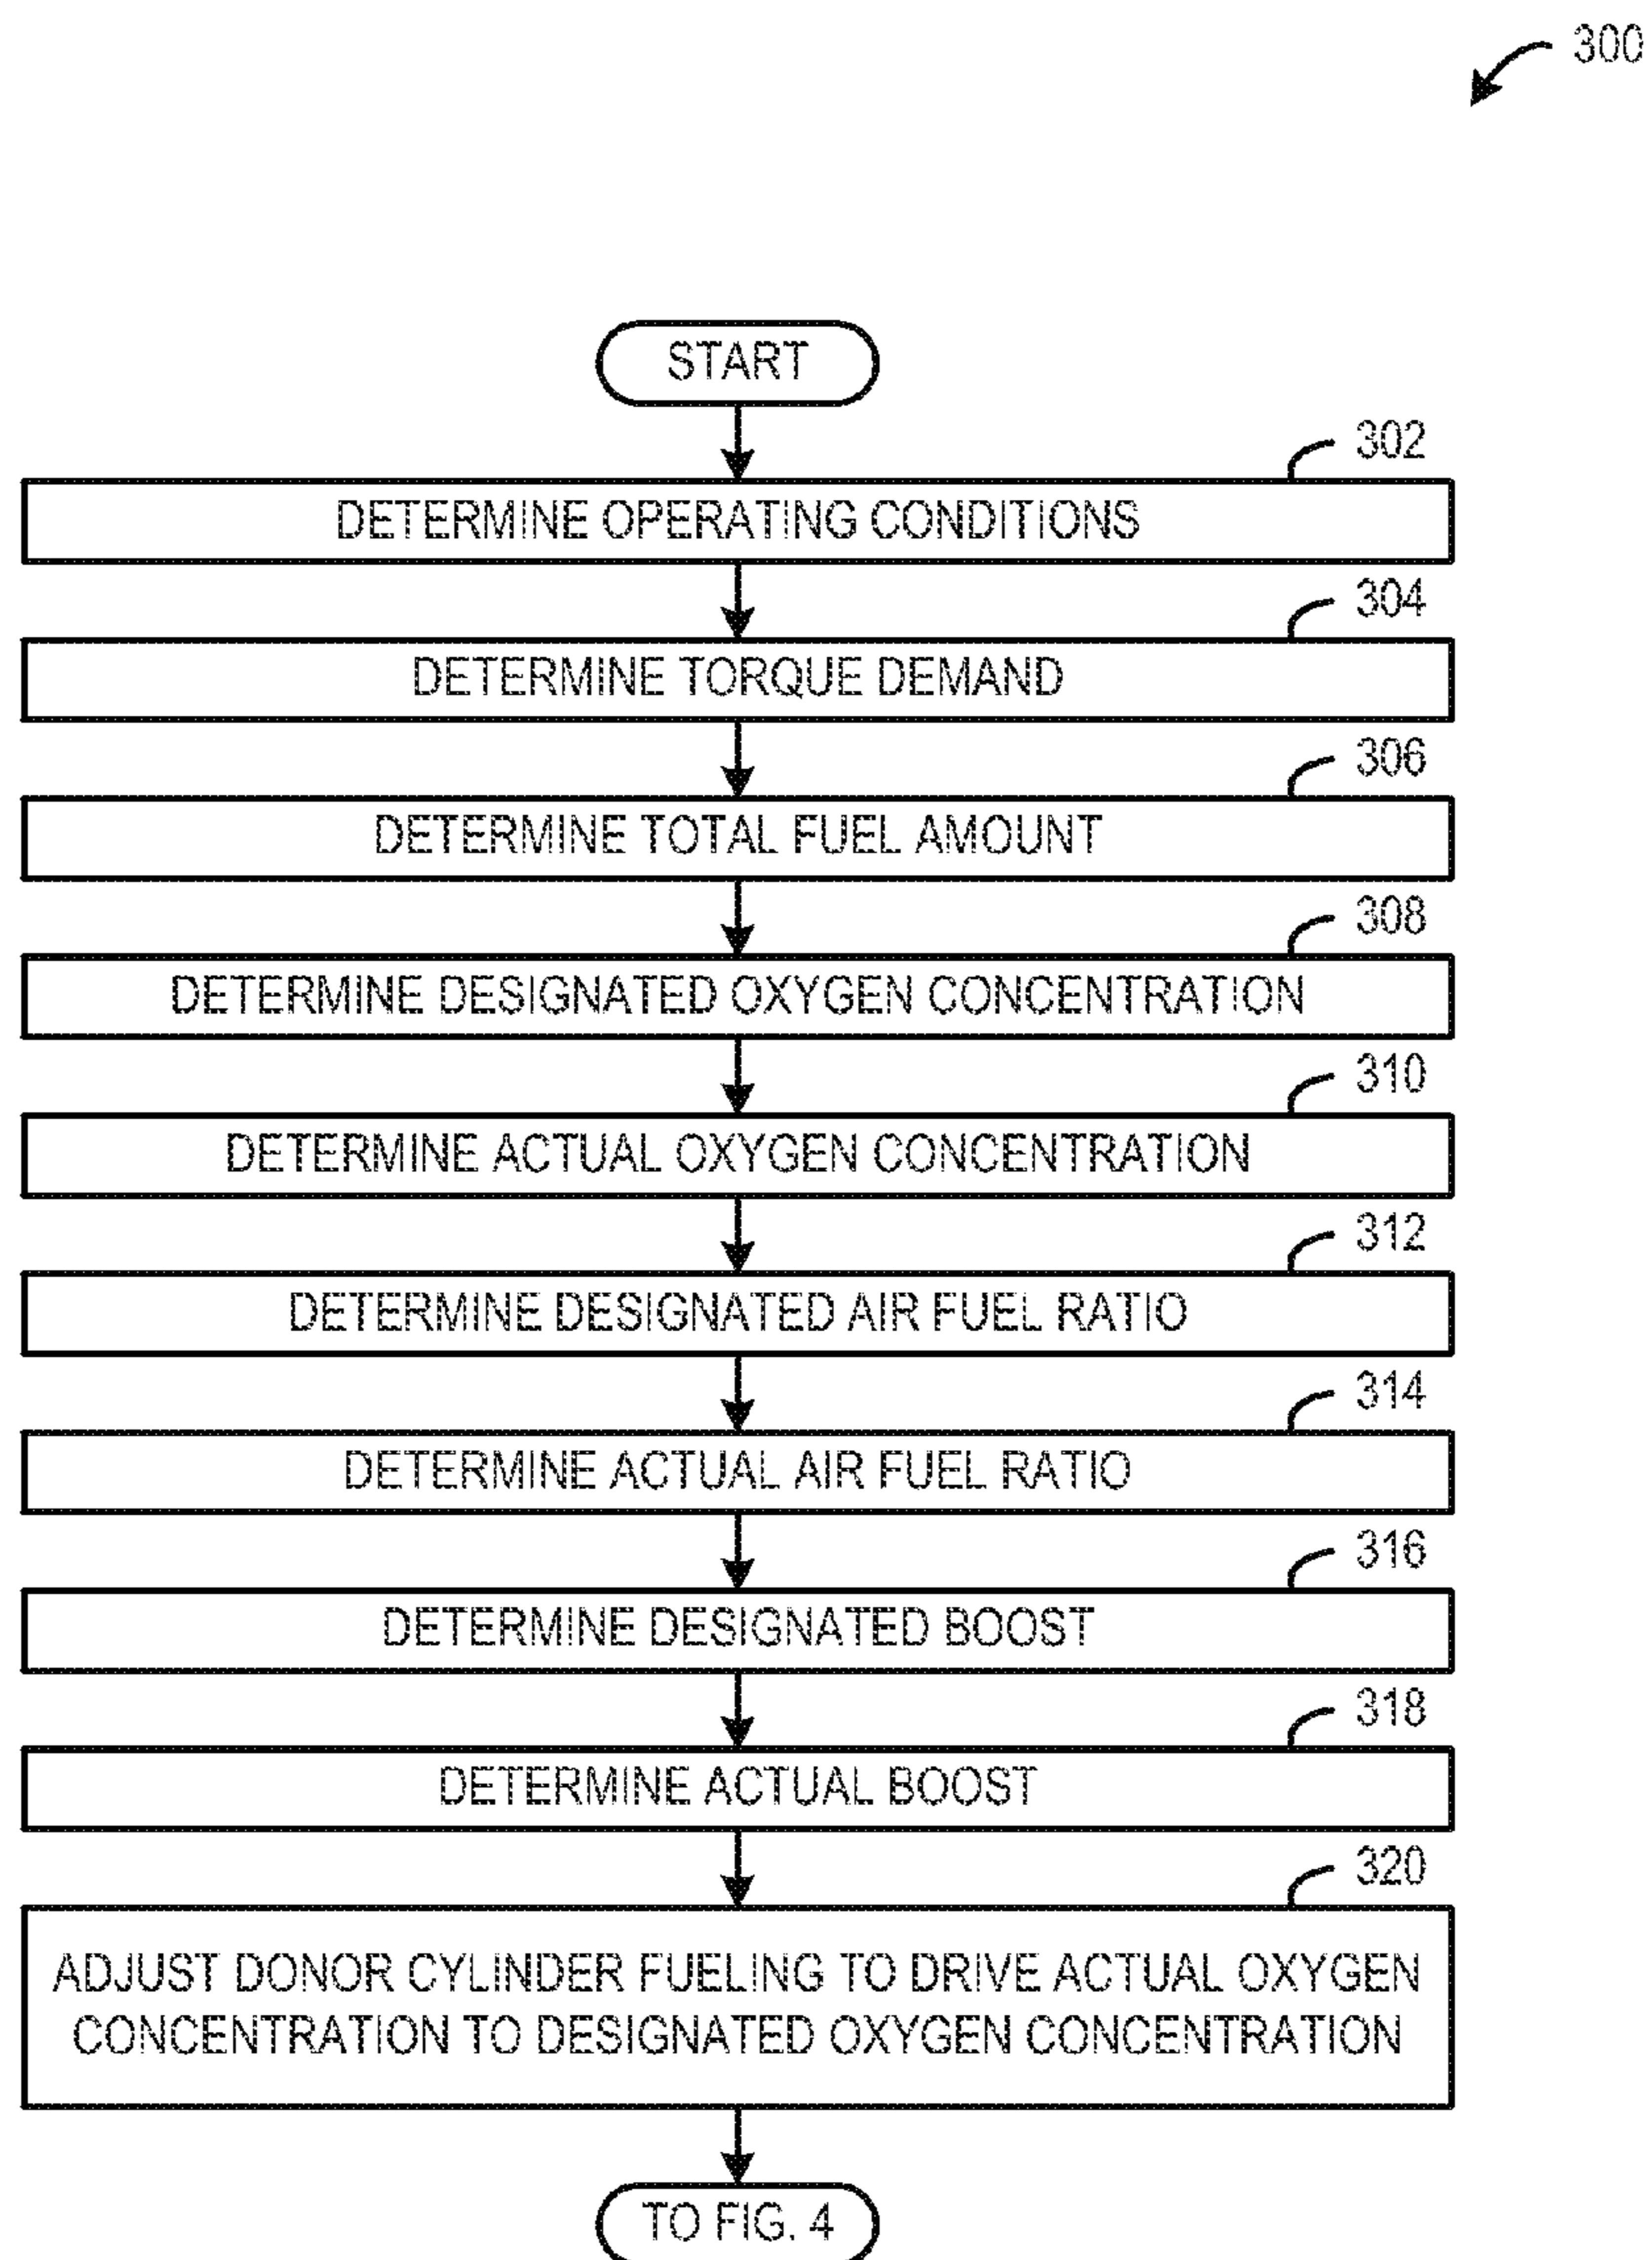 300
START
302
DETERMINE OPERATING CONDITIONS
304
DETERMINE TORQUE DEMAND
306
DETERMINE TOTAL FUEL AMOUNT
308
DETERMINE DESIGNATED OXYGEN CONCENTRATION
310
DETERMINE ACTUAL OXYGEN CONCENTRATION
312
DETERMINE DESIGNATED AIR FUEL RATIO
314
DETERMINE ACTUAL AIR FUEL RATIO
316
DETERMINE DESIGNATED BOOST
318
DETERMINE ACTUAL BOOST
320
ADJUST DONOR CYLINDER FUELING TO DRIVE ACTUAL OXYGEN
CONCENTRATION TO DESIGNATED OXYGEN CONCENTRATION
TO FIG. 4